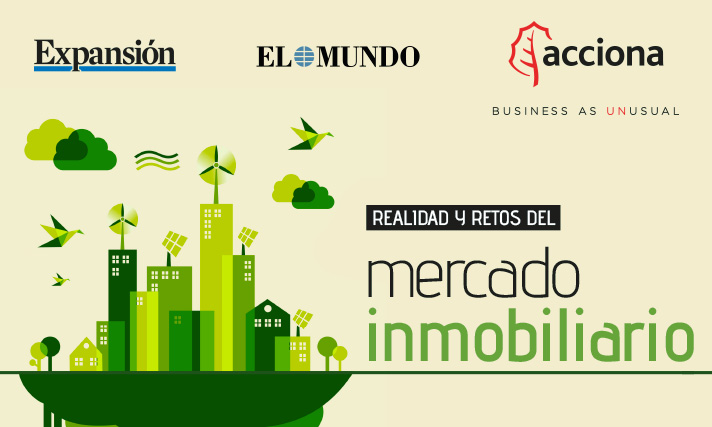 Expansión
EL MUNDO
acciona
BUSINESS AS UNUSUAL
REALIDAD Y RETOS DEL
mercado
inmobiliario